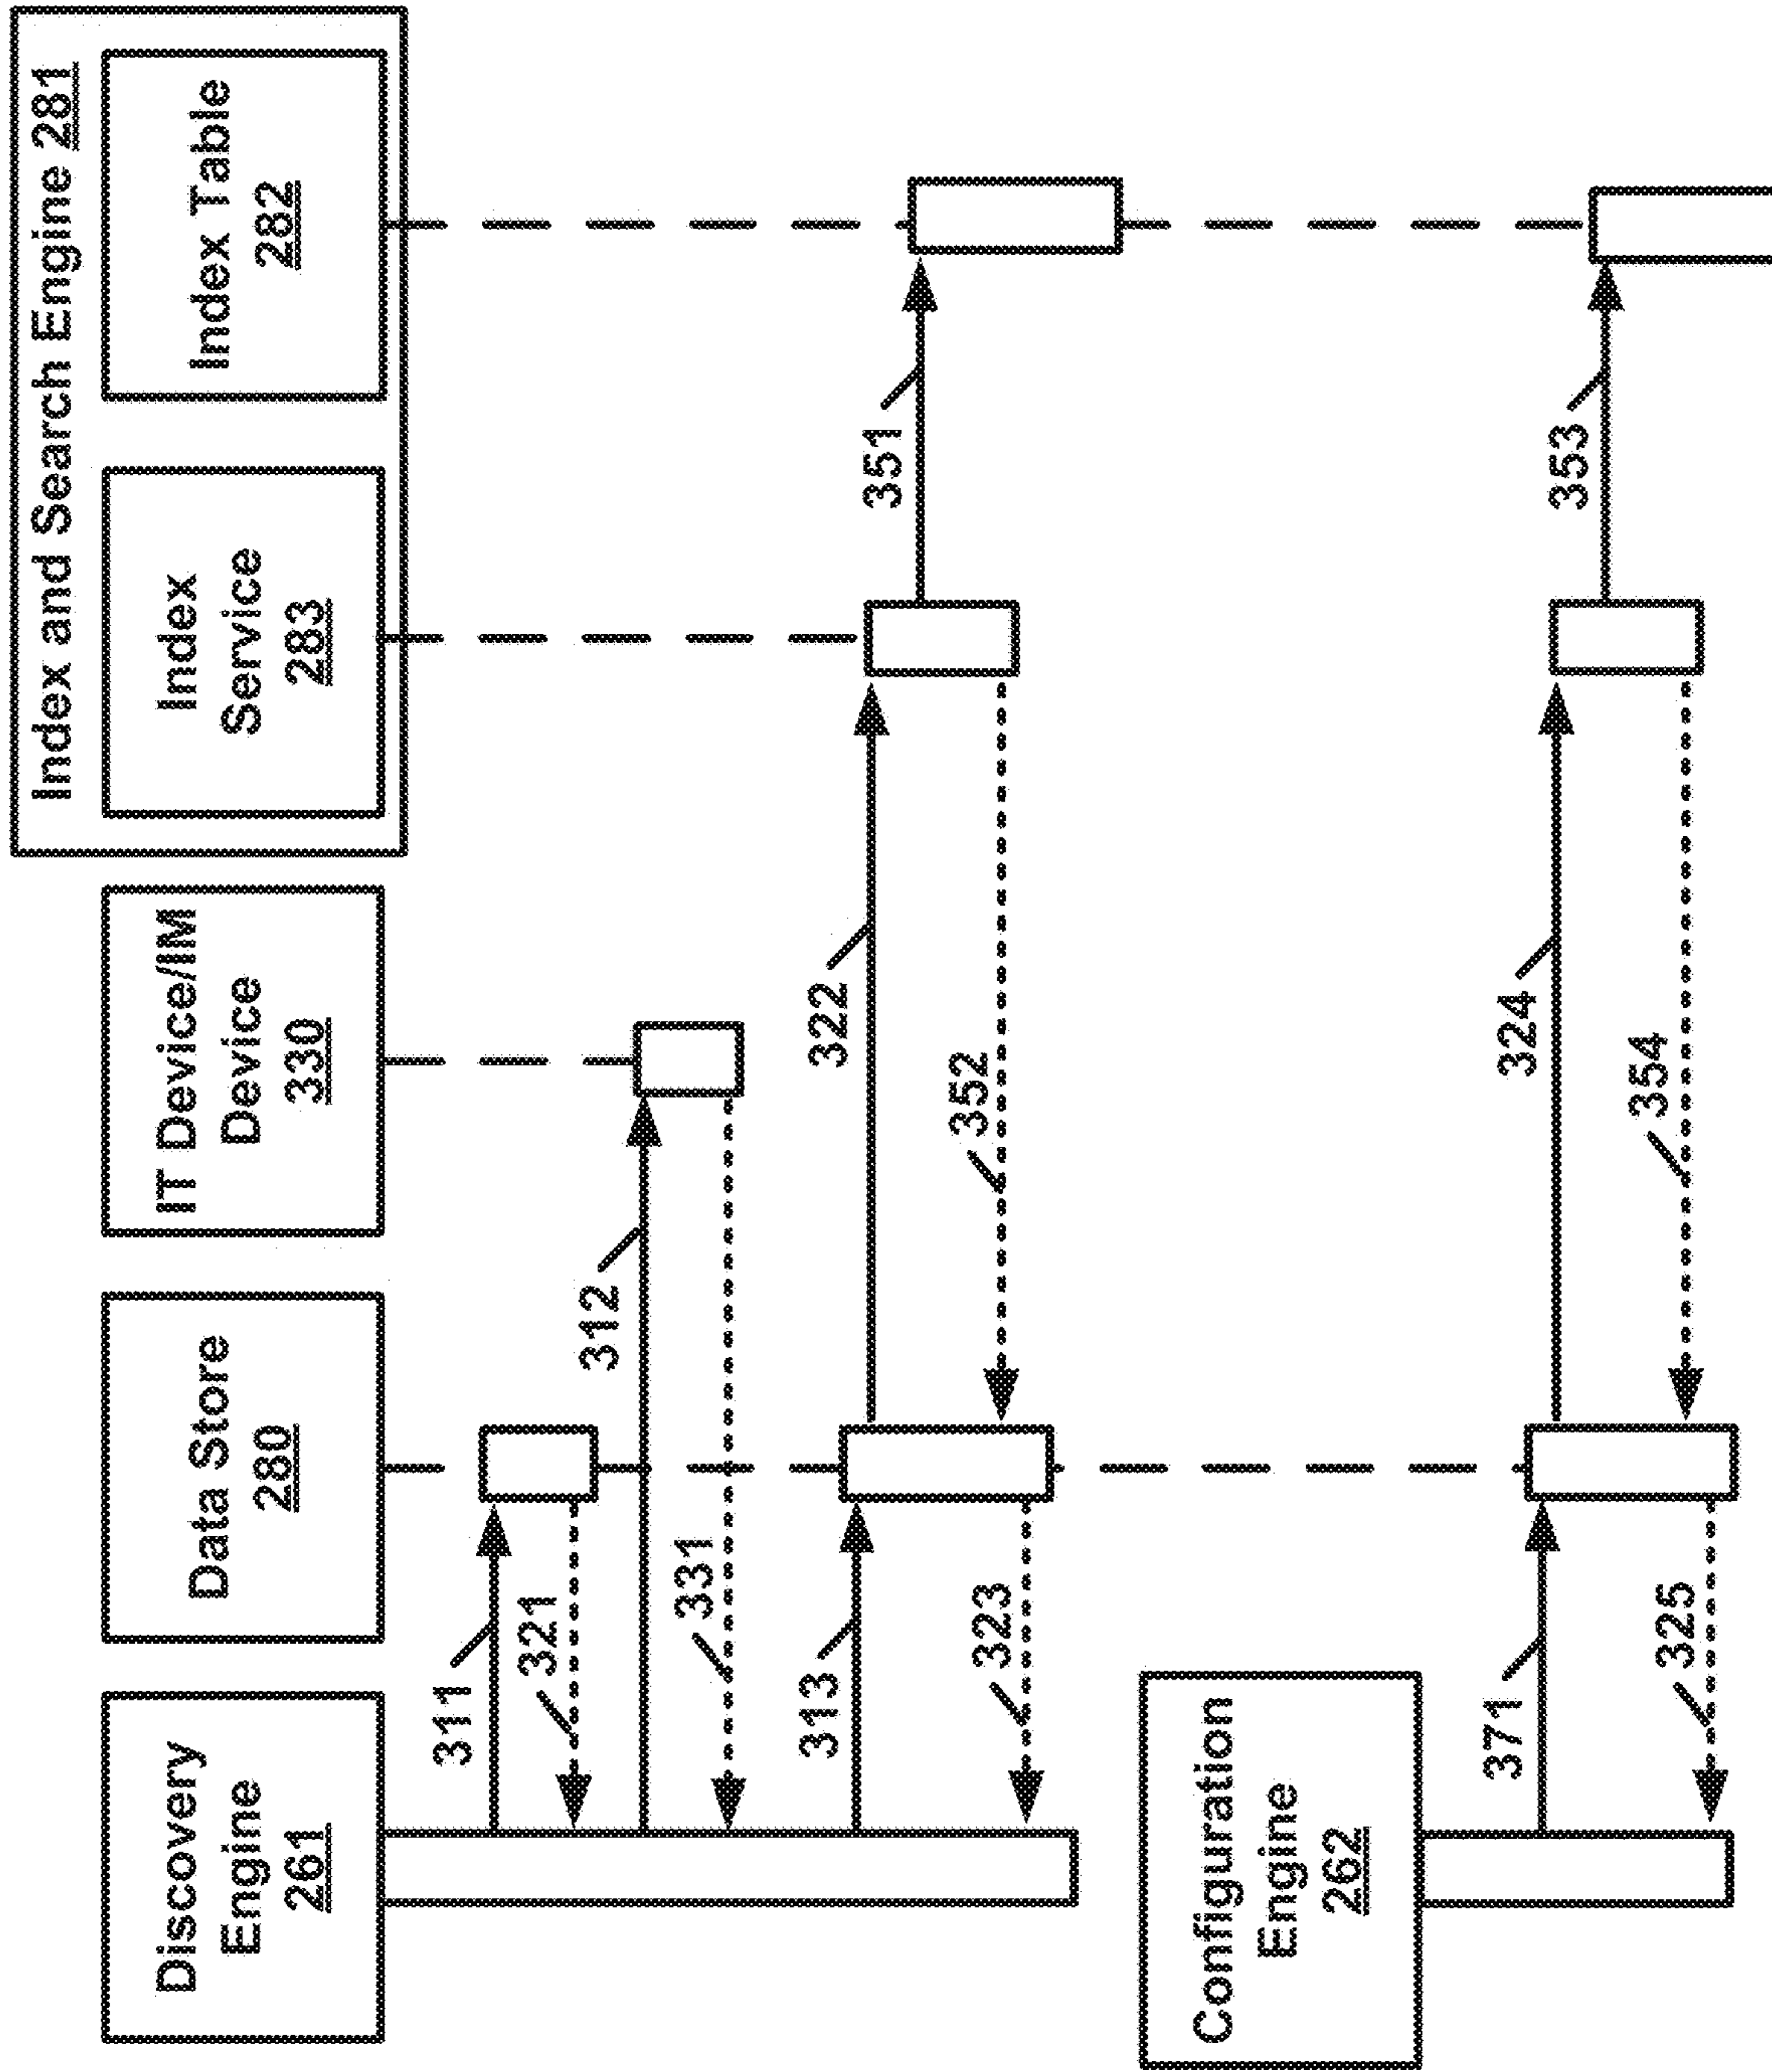 Discovery
Engine
261
Data Store
280
IT Device/IM
Device
330
Index and Search Engine 281
Index
Service
283
Index Table
282
311
321
312
331
313
322
351
352
323
Configuration
Engine
262
371
324
353
354
325